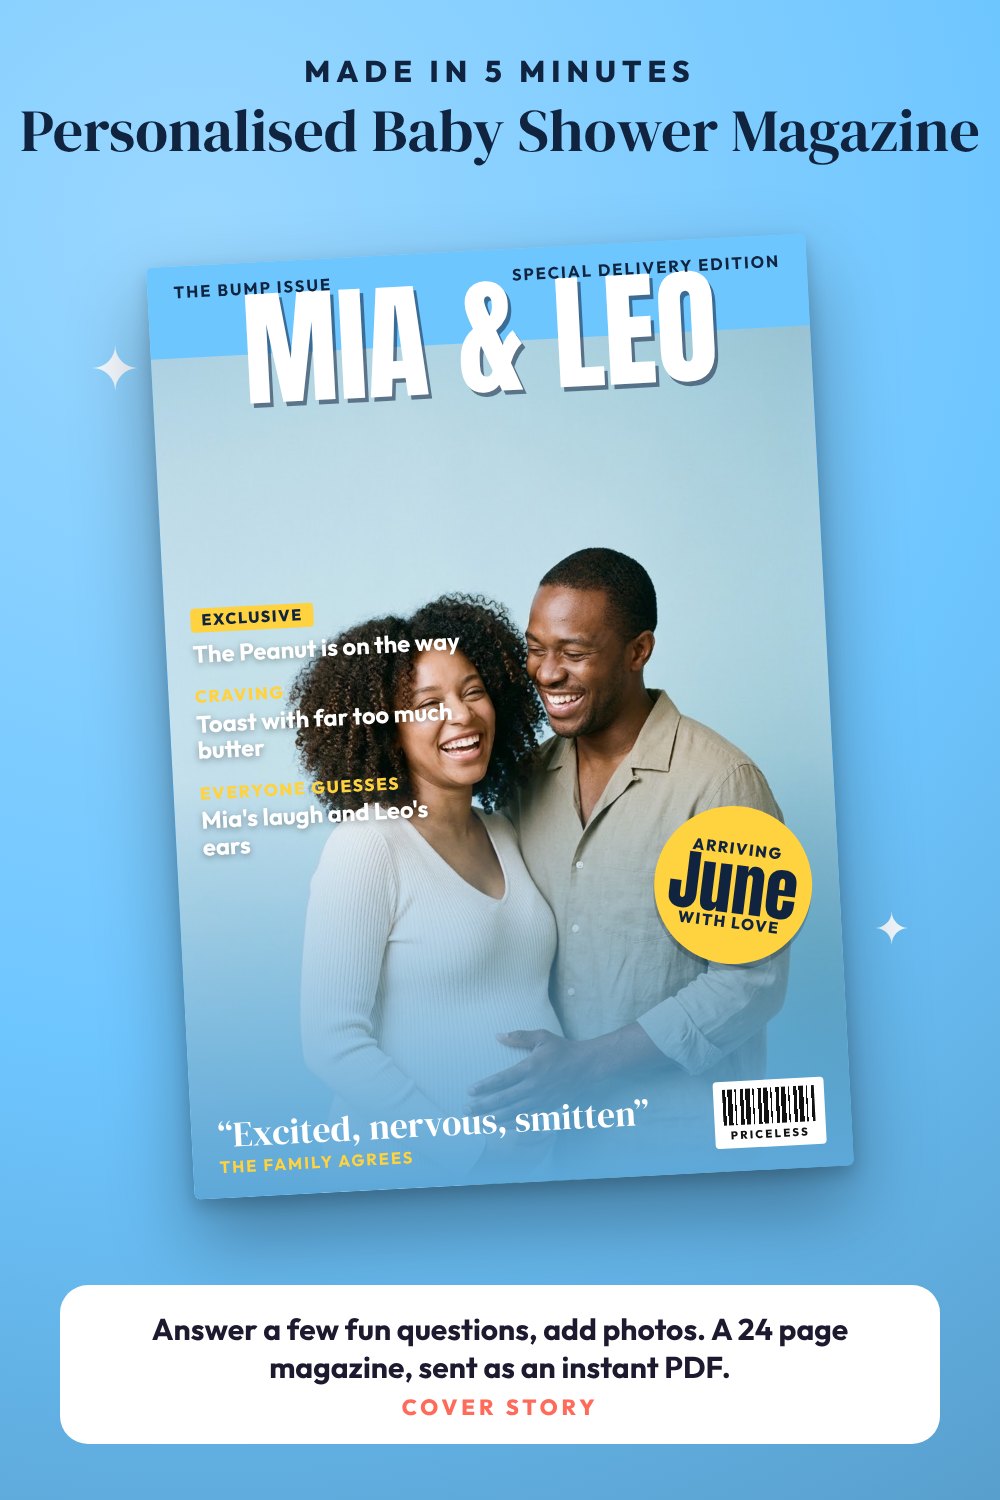 MADE IN 5 MINUTES
Personalised Baby Shower Magazine
THE BUMP ISSUE
SPECIAL DELIVERY EDITION
MIA & LEO
EXCLUSIVE
The Peanut is on the way
CRAVING
Toast with far too much
butter
EVERYONE GUESSES
Mia's laugh and Leo's
ears
ARRIVING
June
WITH LOVE
“Excited, nervous, smitten”
THE FAMILY AGREES
PRICELESS
Answer a few fun questions, add photos. A 24 page
magazine, sent as an instant PDF.
COVER STORY